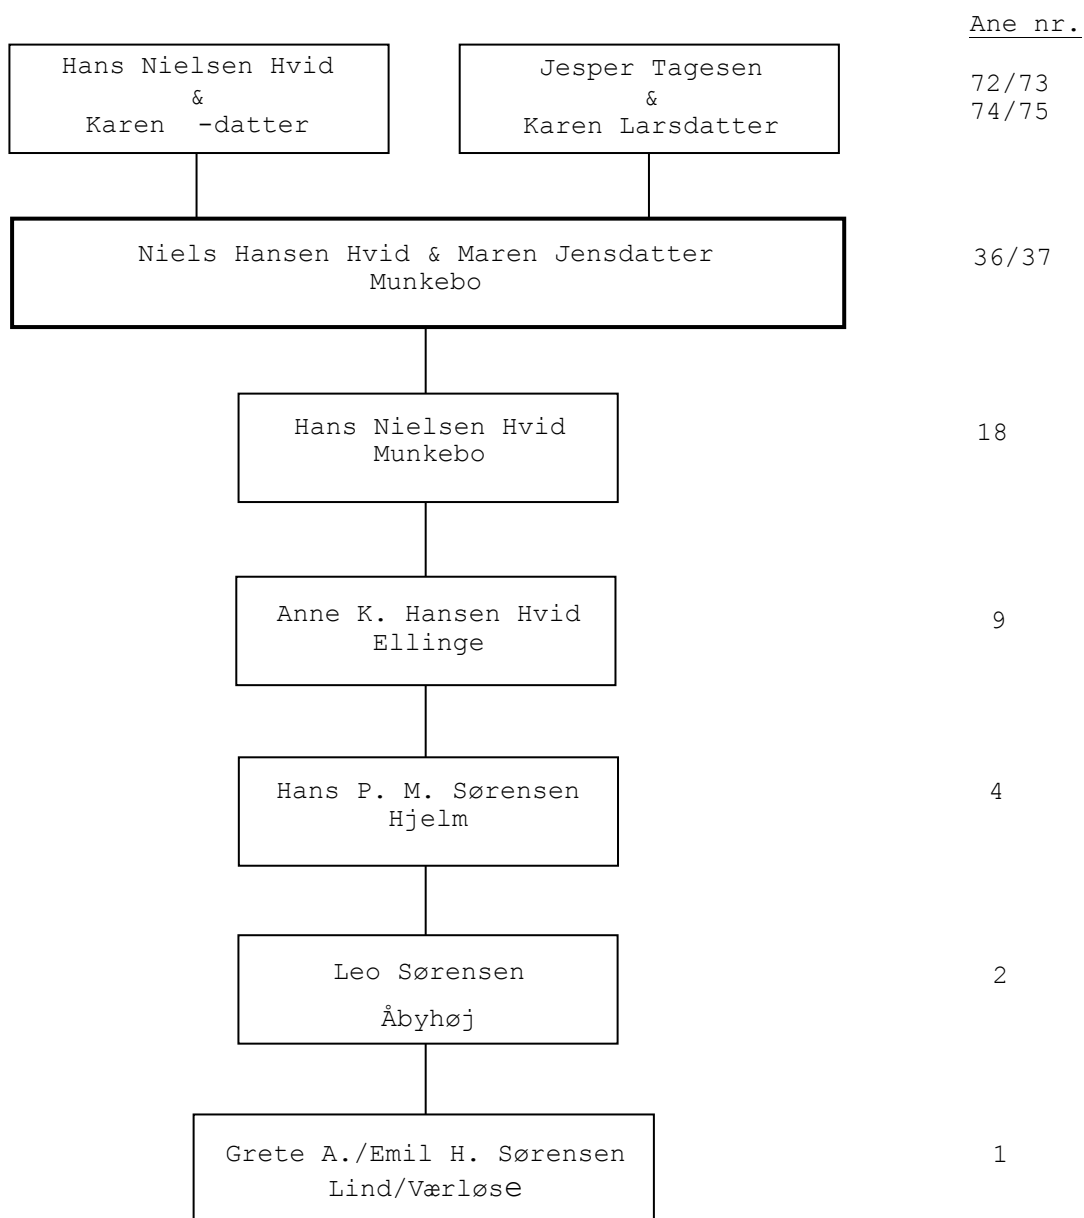 Ane nr.
Hans Nielsen Hvid
&
Karen -datter
Jesper Tagesen
&
Karen Larsdatter
72/73
74/75
Niels Hansen Hvid & Maren Jensdatter
Munkebo
36/37
Hans Nielsen Hvid
Munkebo
18
Anne K. Hansen Hvid
Ellinge
9
Hans P. M. Sørensen
Hjelm
4
Leo Sørensen
Åbyhøj
2
Grete A./Emil H. Sørensen
Lind/Værløse
1